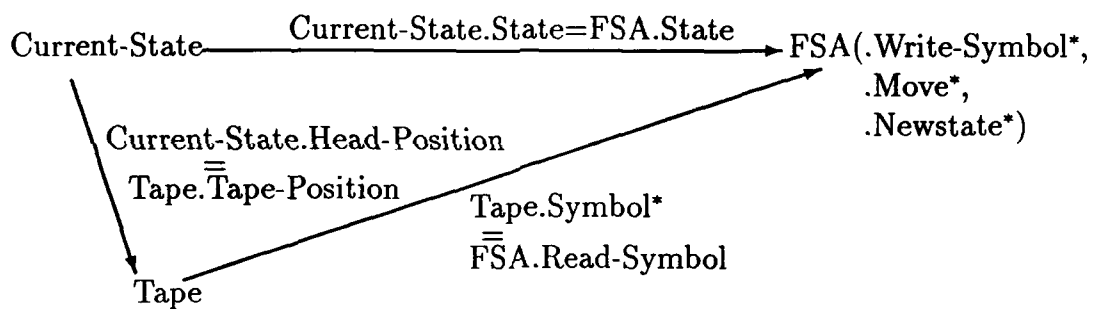 Current-State.State=FSA.State
Current-State
FSA(.Write-Symbol*,
.Move*,
.Newstate*)
Current-State.Head-Position
=
Tape.Tape-Position
Tape.Symbol*
=
FSA.Read-Symbol
Tape